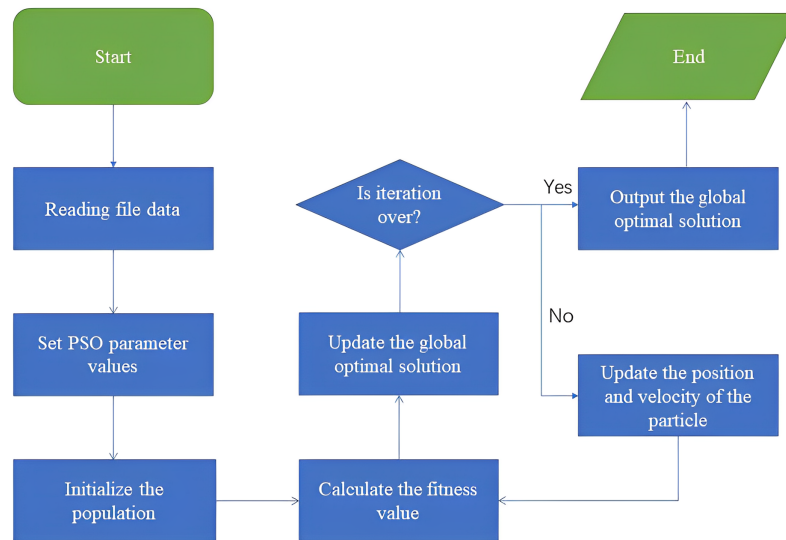 Start
Reading file data
Set PSO parameter
values
Initialize the
population
Calculate the fitness
value
Update the global
optimal solution
Is iteration
over?
Yes
No
Output the global
optimal solution
End
Update the position
and velocity of the
particle